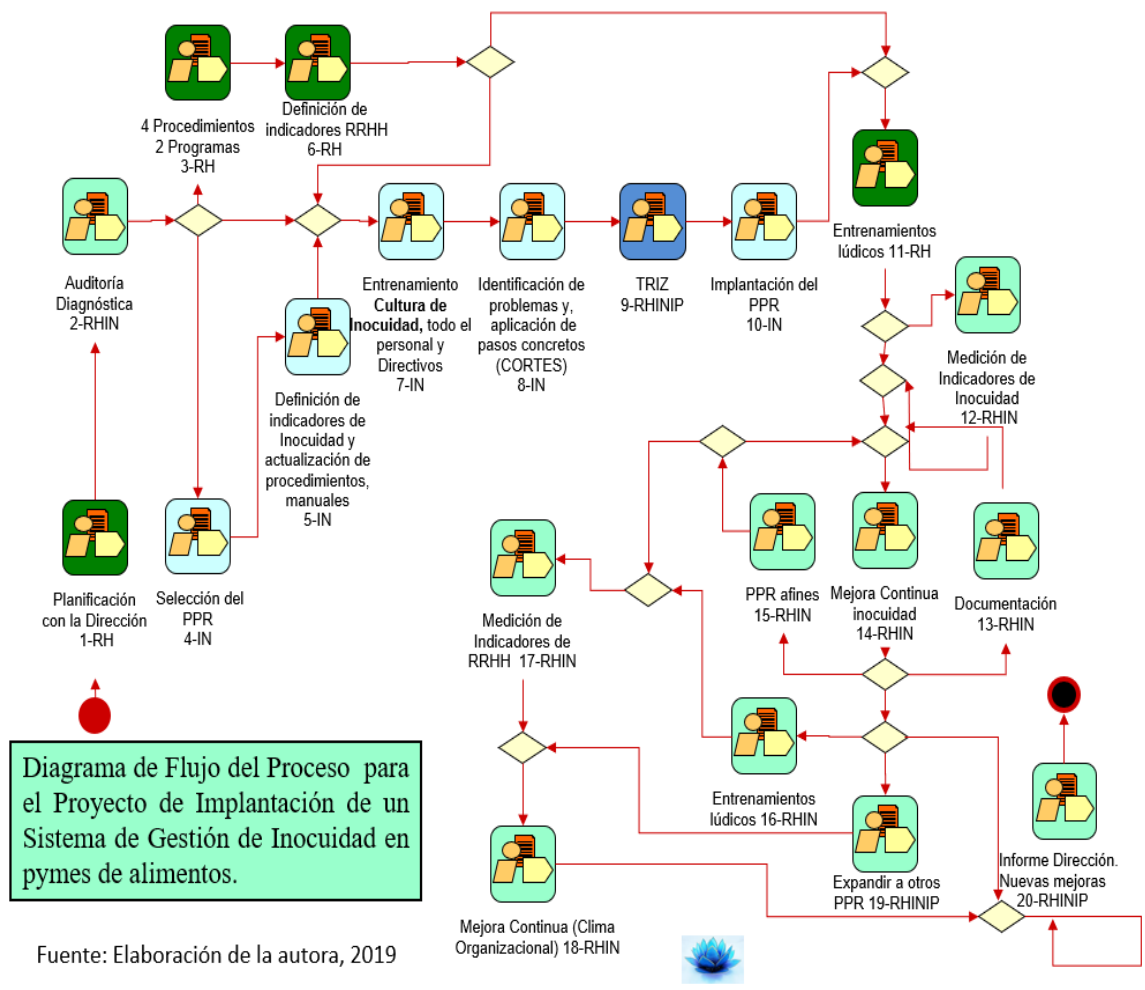 4 Procedimientos
2 Programas
3-RH
Definición de
indicadores RRHH
6-RH
Entrenamientos
lúdicos 11-RH
Auditoría
Diagnóstica
2-RHIN
Entrenamiento
Cultura de
Inocuidad, todo el
personal y
Directivos
7-IN
Identificación de
problemas y,
aplicación de
pasos concretos
(CORTES)
8-IN
TRIZ
9-RHINIP
Implantación del
PPR
10-IN
Medición de
Indicadores de
Inocuidad
12-RHIN
Definición de
indicadores de
Inocuidad y
actualización de
procedimientos,
manuales
5-IN
Planificación
con la Dirección
1-RH
Selección del
PPR
4-IN
Medición de
Indicadores de
RRHH 17-RHIN
PPR afines
15-RHIN
Mejora Continua
inocuidad
14-RHIN
Documentación
13-RHIN
Entrenamientos
lúdicos 16-RHIN
Mejora Continua (Clima
Organizacional) 18-RHIN
Expandir a otros
PPR 19-RHINIP
Informe Dirección.
Nuevas mejoras
20-RHINIP
Diagrama de Flujo del Proceso para
el Proyecto de Implantación de un
Sistema de Gestión de Inocuidad en
pymes de alimentos.
Fuente: Elaboración de la autora, 2019